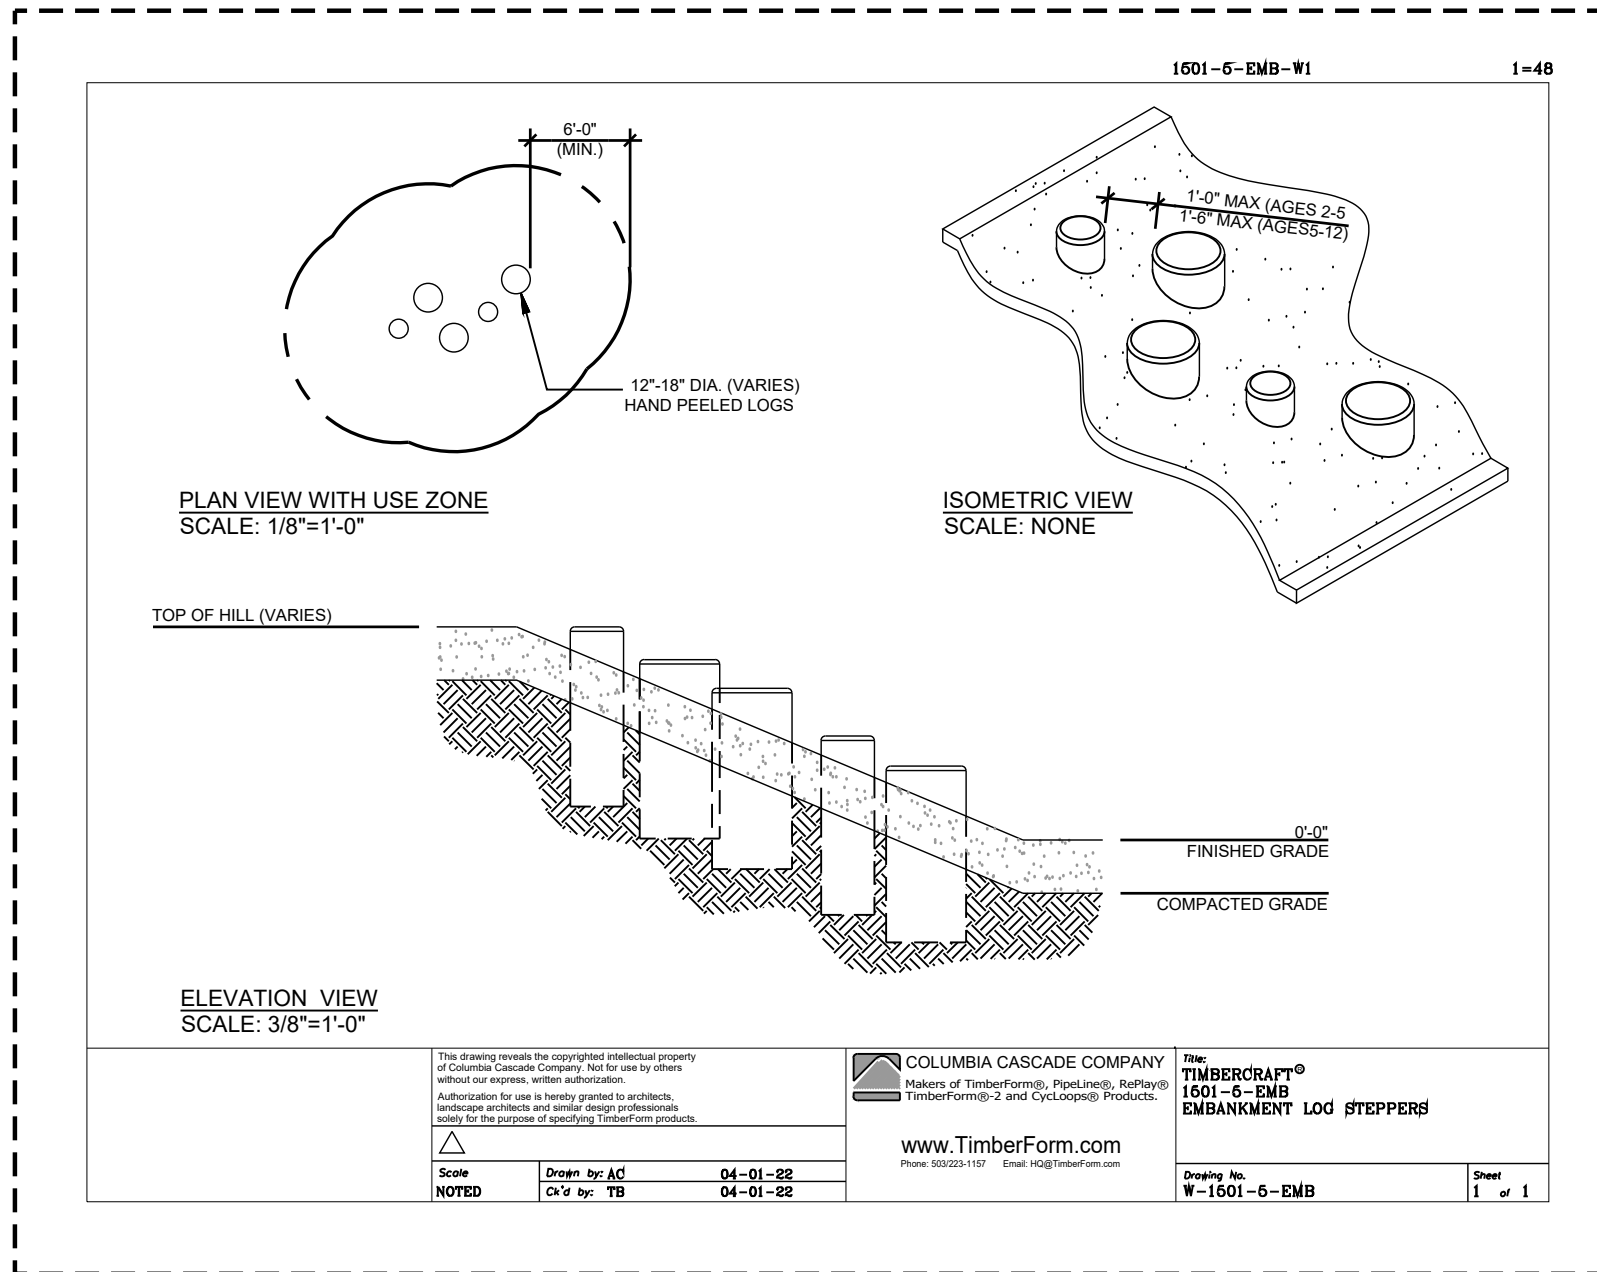 1501-5-EMB-W1
1=48
6'-0"
(MIN.)
12"-18" DIA. (VARIES)
HAND PEELED LOGS
PLAN VIEW WITH USE ZONE
SCALE: 1/8"=1'-0"
1'-0" MAX (AGES 2-5
1'-6" MAX (AGES5-12)
ISOMETRIC VIEW
SCALE: NONE
TOP OF HILL (VARIES)
0'-0"
FINISHED GRADE
COMPACTED GRADE
ELEVATION VIEW
SCALE: 3/8"=1'-0"
This drawing reveals the copyrighted intellectual property
of Columbia Cascade Company. Not for use by others
without our express, written authorization.
Authorization for use is hereby granted to architects,
landscape architects and similar design professionals
solely for the purpose of specifying TimberForm products.
Scale
NOTED
Drawn by: AC 04-01-22
Ck'd by: TB 04-01-22
COLUMBIA CASCADE COMPANY
Makers of TimberForm®, PipeLine®, RePlay®
TimberForm®-2 and CycLoops® Products.
www.TimberForm.com
Phone: 503/223-1157 Email: HQ@TimberForm.com
Title:
TIMBERCRAFT®
1501-5-EMB
EMBANKMENT LOG STEPPERS
Drawing No.
W-1501-5-EMB
Sheet
1 of 1